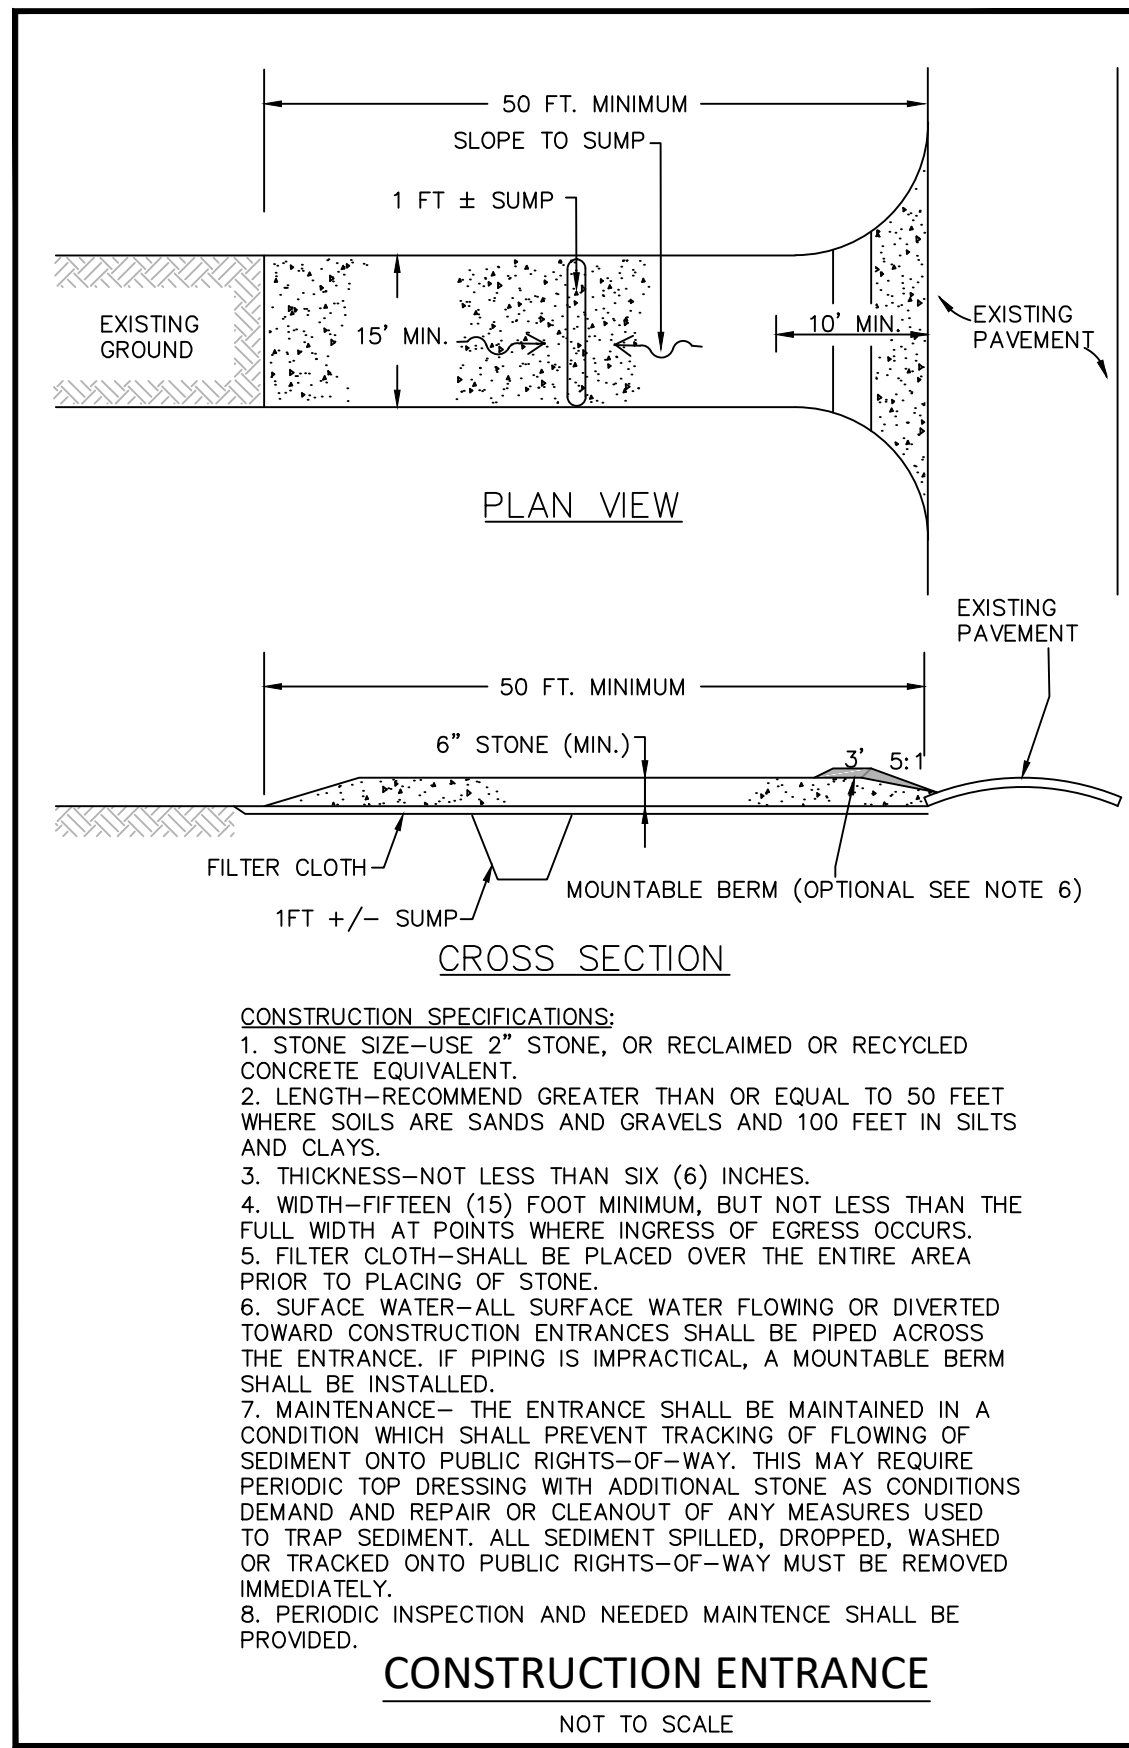 50 FT. MINIMUM
SLOPE TO SUMP
1 FT ± SUMP
EXISTING
GROUND
15' MIN.
10' MIN.
EXISTING
PAVEMENT
PLAN VIEW
EXISTING
PAVEMENT
50 FT. MINIMUM
6" STONE (MIN.)
3'
5:1
FILTER CLOTH
MOUNTABLE BERM (OPTIONAL SEE NOTE 6)
1FT +/- SUMP
CROSS SECTION
CONSTRUCTION SPECIFICATIONS:
1. STONE SIZE-USE 2" STONE, OR RECLAIMED OR RECYCLED
CONCRETE EQUIVALENT.
2. LENGTH-RECOMMEND GREATER THAN OR EQUAL TO 50 FEET
WHERE SOILS ARE SANDS AND GRAVELS AND 100 FEET IN SILTS
AND CLAYS.
3. THICKNESS-NOT LESS THAN SIX (6) INCHES.
4. WIDTH-FIFTEEN (15) FOOT MINIMUM, BUT NOT LESS THAN THE
FULL WIDTH AT POINTS WHERE INGRESS OF EGRESS OCCURS.
5. FILTER CLOTH-SHALL BE PLACED OVER THE ENTIRE AREA
PRIOR TO PLACING OF STONE.
6. SUFACE WATER-ALL SURFACE WATER FLOWING OR DIVERTED
TOWARD CONSTRUCTION ENTRANCES SHALL BE PIPED ACROSS
THE ENTRANCE. IF PIPING IS IMPRACTICAL, A MOUNTABLE BERM
SHALL BE INSTALLED.
7. MAINTENANCE- THE ENTRANCE SHALL BE MAINTAINED IN A
CONDITION WHICH SHALL PREVENT TRACKING OF FLOWING OF
SEDIMENT ONTO PUBLIC RIGHTS-OF-WAY. THIS MAY REQUIRE
PERIODIC TOP DRESSING WITH ADDITIONAL STONE AS CONDITIONS
DEMAND AND REPAIR OR CLEANOUT OF ANY MEASURES USED
TO TRAP SEDIMENT. ALL SEDIMENT SPILLED, DROPPED, WASHED
OR TRACKED ONTO PUBLIC RIGHTS-OF-WAY MUST BE REMOVED
IMMEDIATELY.
8. PERIODIC INSPECTION AND NEEDED MAINTENCE SHALL BE
PROVIDED.
CONSTRUCTION ENTRANCE
NOT TO SCALE